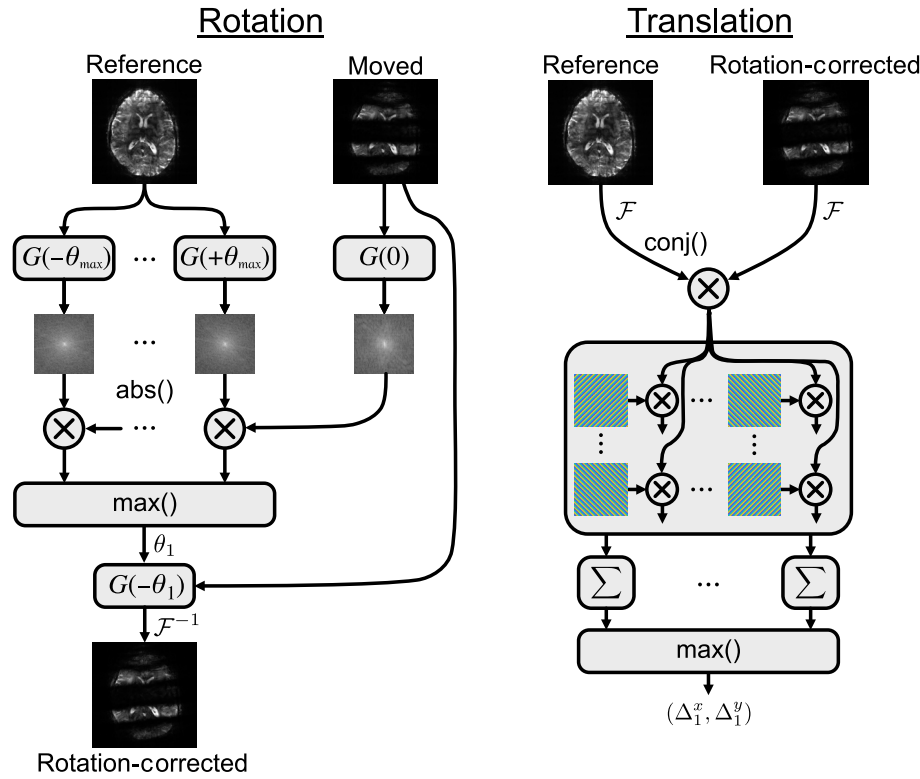 Rotation
Reference
Moved
G(−θmax)
...
G(+θmax)
G(0)
...
abs()
...
max()
θ₁
G(−θ₁)
ℱ⁻¹
Rotation-corrected
Translation
Reference
Rotation-corrected
ℱ
ℱ
conj()
...
...
...
...
∑
...
∑
max()
(Δ₁ˣ, Δ₁ʸ)